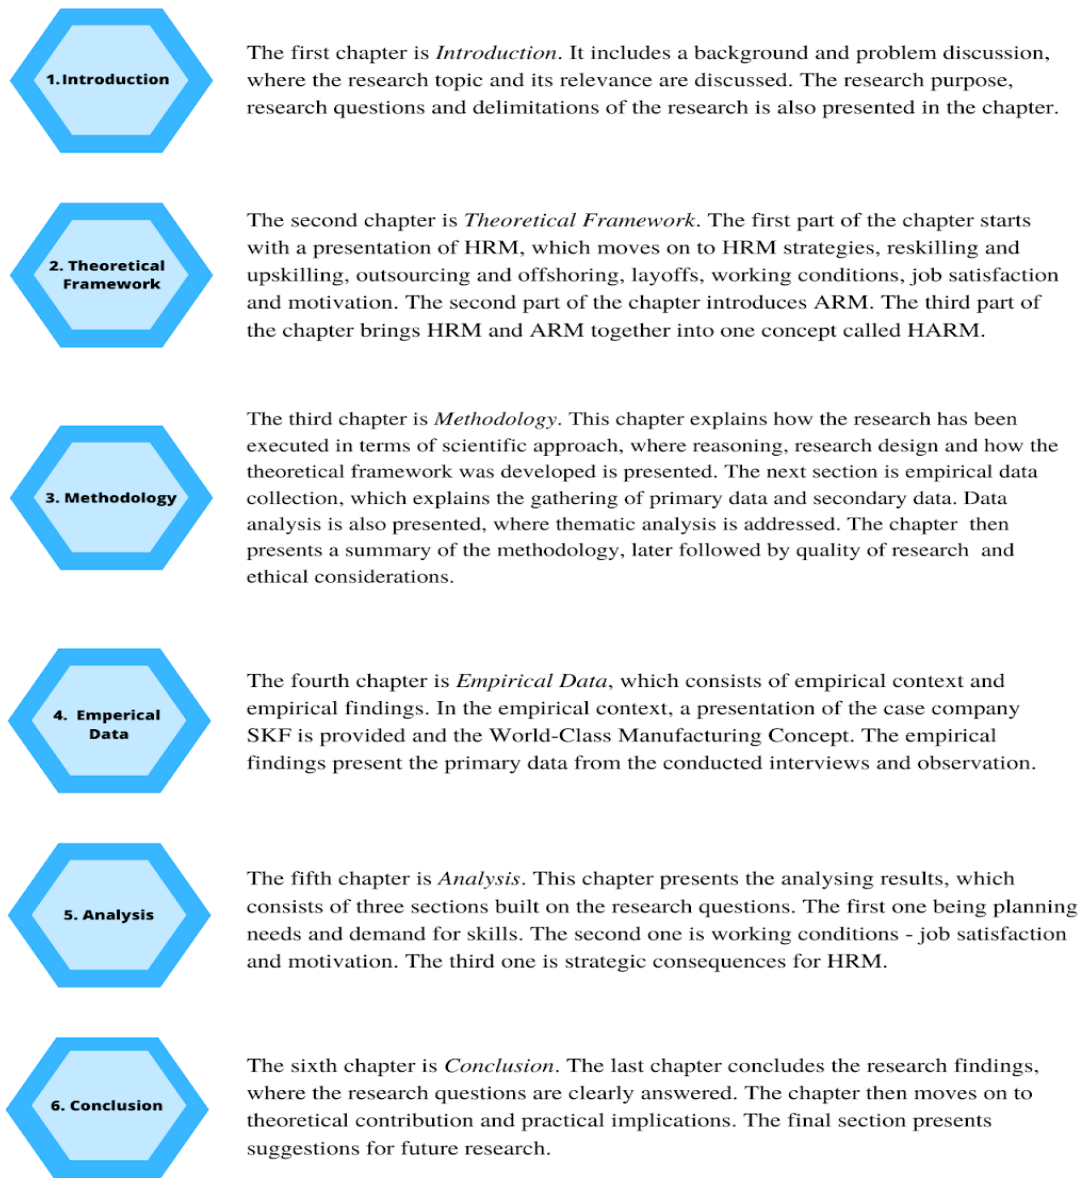 1. Introduction
The first chapter is Introduction. It includes a background and problem discussion,
where the research topic and its relevance are discussed. The research purpose,
research questions and delimitations of the research is also presented in the chapter.
2. Theoretical
Framework
The second chapter is Theoretical Framework. The first part of the chapter starts
with a presentation of HRM, which moves on to HRM strategies, reskilling and
upskilling, outsourcing and offshoring, layoffs, working conditions, job satisfaction
and motivation. The second part of the chapter introduces ARM. The third part of
the chapter brings HRM and ARM together into one concept called HARM.
3. Methodology
The third chapter is Methodology. This chapter explains how the research has been
executed in terms of scientific approach, where reasoning, research design and how the
theoretical framework was developed is presented. The next section is empirical data
collection, which explains the gathering of primary data and secondary data. Data
analysis is also presented, where thematic analysis is addressed. The chapter then
presents a summary of the methodology, later followed by quality of research and
ethical considerations.
4. Emperical
Data
The fourth chapter is Empirical Data, which consists of empirical context and
empirical findings. In the empirical context, a presentation of the case company
SKF is provided and the World-Class Manufacturing Concept. The empirical
findings present the primary data from the conducted interviews and observation.
5. Analysis
The fifth chapter is Analysis. This chapter presents the analysing results, which
consists of three sections built on the research questions. The first one being planning
needs and demand for skills. The second one is working conditions - job satisfaction
and motivation. The third one is strategic consequences for HRM.
6. Conclusion
The sixth chapter is Conclusion. The last chapter concludes the research findings,
where the research questions are clearly answered. The chapter then moves on to
theoretical contribution and practical implications. The final section presents
suggestions for future research.